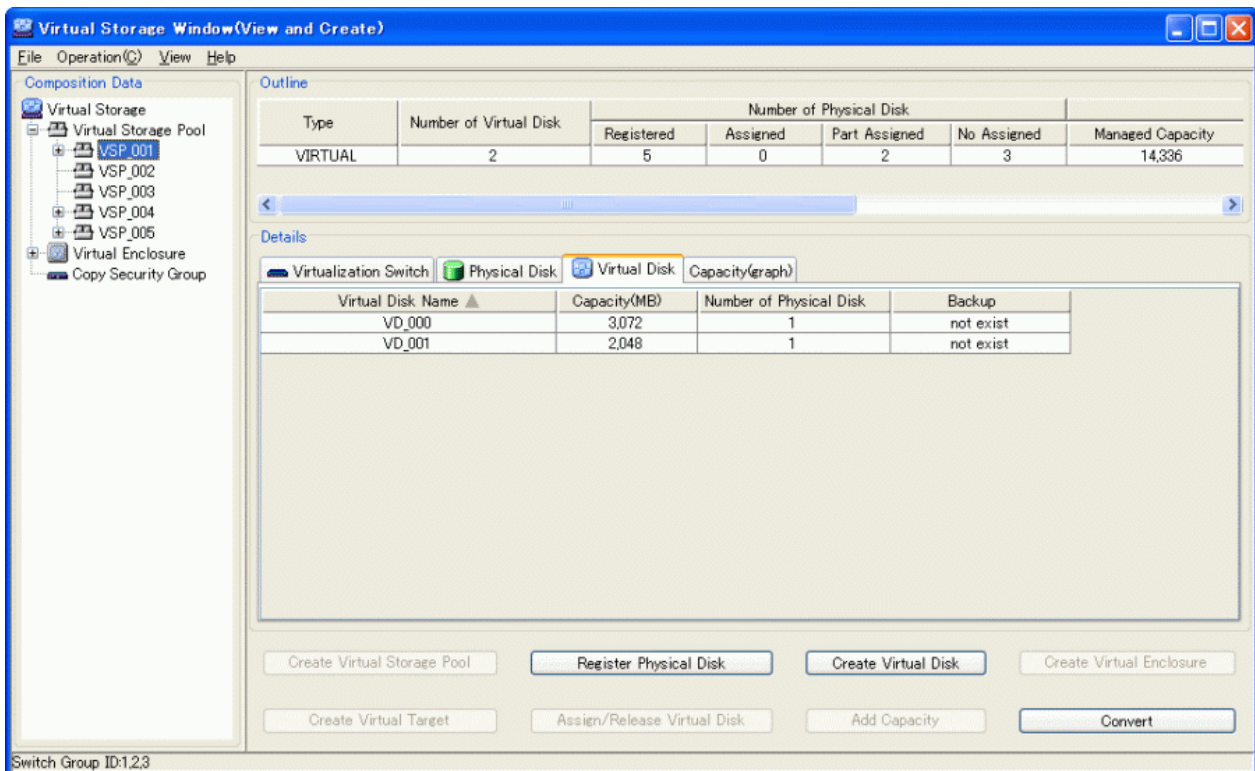 Virtual Storage Window(View and Create)
File Operation(C) View Help
Composition Data
Virtual Storage
Virtual Storage Pool
VSP_001
VSP_002
VSP_003
VSP_004
VSP_005
Virtual Enclosure
Copy Security Group
Outline
Type Number of Virtual Disk Number of Physical Disk
Registered Assigned Part Assigned No Assigned Managed Capacity
VIRTUAL 2 5 0 2 3 14,336
Details
Virtualization Switch Physical Disk Virtual Disk Capacity(graph)
Virtual Disk Name Capacity(MB) Number of Physical Disk Backup
VD_000 3,072 1 not exist
VD_001 2,048 1 not exist
Create Virtual Storage Pool Register Physical Disk Create Virtual Disk Create Virtual Enclosure
Create Virtual Target Assign/Release Virtual Disk Add Capacity Convert
Switch Group ID:1,2,3